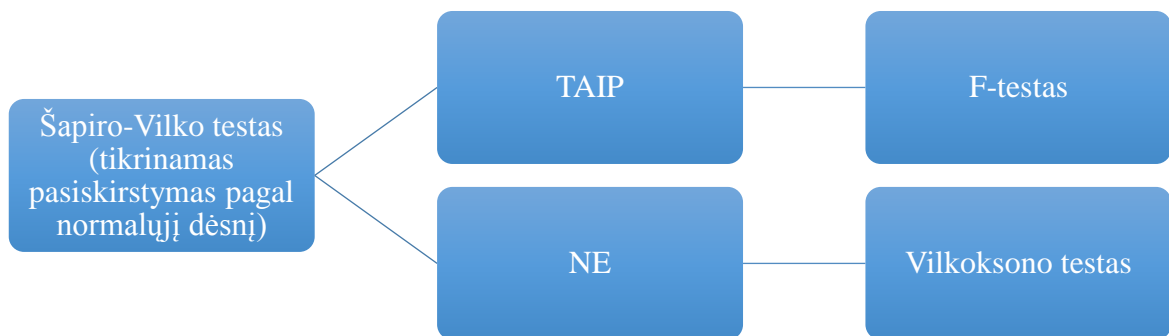 Šapiro-Vilko testas
(tikrinamas
pasiskirstymas pagal
normalųjį dėsnį)
TAIP
F-testas
NE
Vilkoksono testas